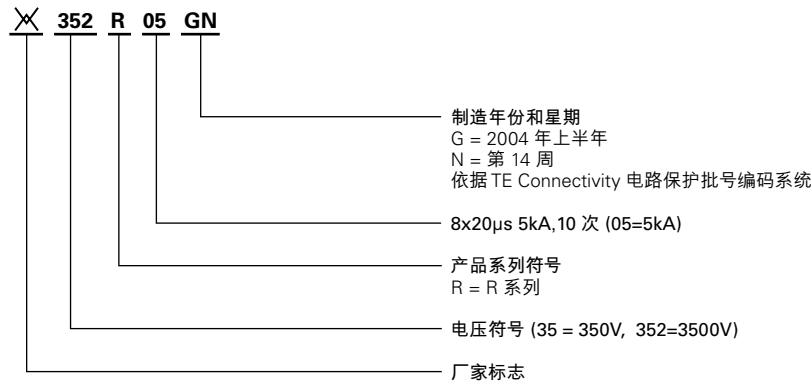 352 R 05 GN
制造年份和星期
G = 2004 年上半年
N = 第 14 周
依据 TE Connectivity 电路保护批号编码系统
8x20μs 5kA,10 次 (05=5kA)
产品系列符号
R = R 系列
电压符号 (35 = 350V, 352=3500V)
厂家标志